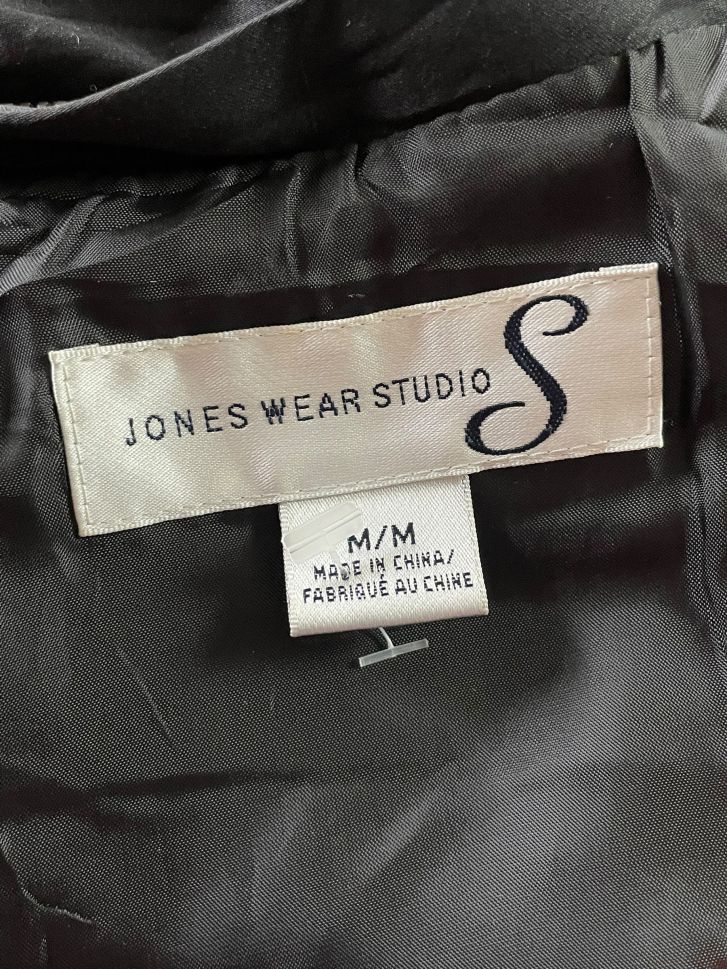 JONES WEAR STUDIO S
M/M
MADE IN CHINA/
FABRIQUÉ AU CHINE